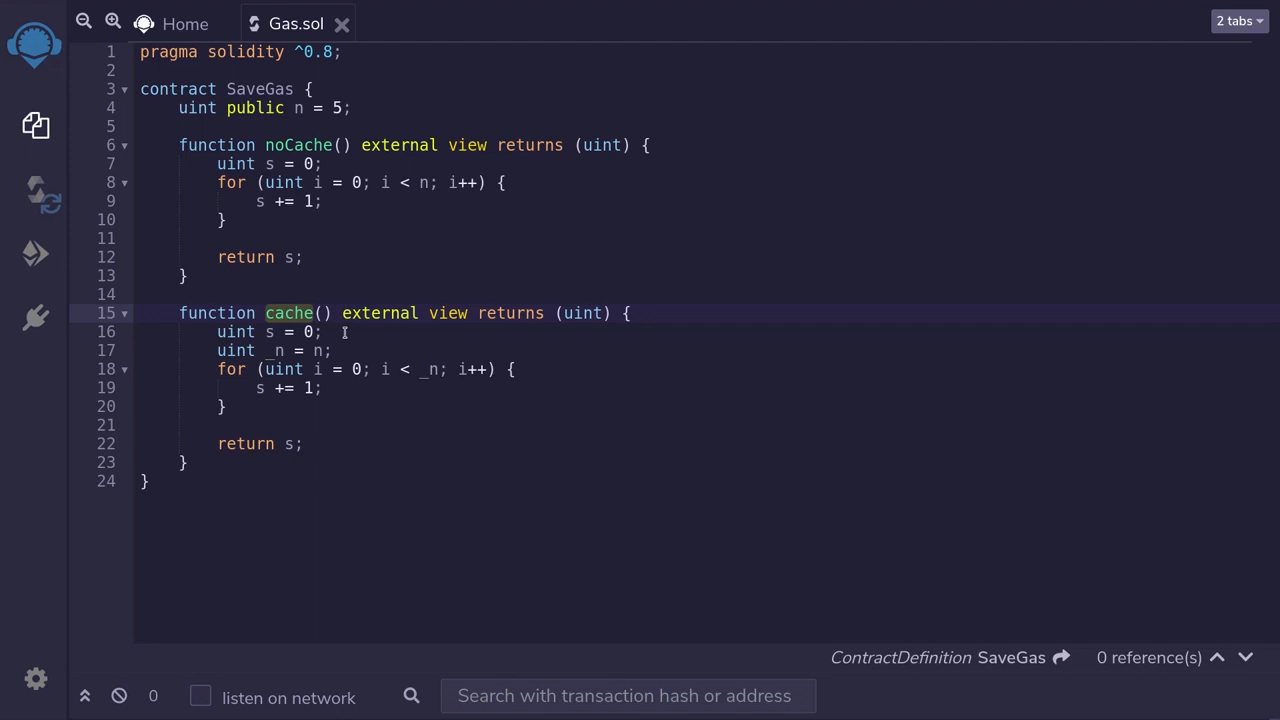 Home
Gas.sol
2 tabs
1 pragma solidity ^0.8;
2
3 contract SaveGas {
4     uint public n = 5;
5
6     function noCache() external view returns (uint) {
7         uint s = 0;
8         for (uint i = 0; i < n; i++) {
9             s += 1;
10         }
11
12         return s;
13     }
14
15     function cache() external view returns (uint) {
16         uint s = 0;
17         uint _n = n;
18         for (uint i = 0; i < _n; i++) {
19             s += 1;
20         }
21
22         return s;
23     }
24 }
ContractDefinition SaveGas 0 reference(s)
0 listen on network Search with transaction hash or address